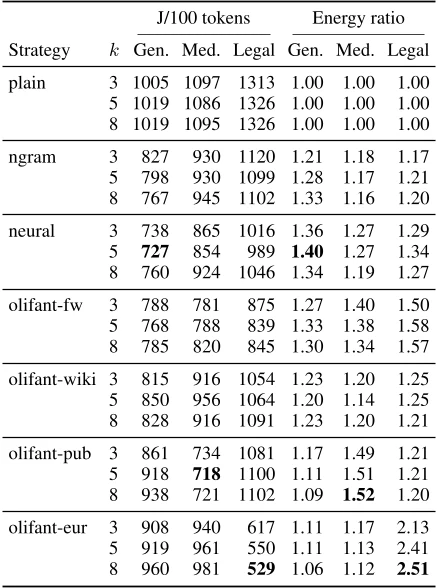 J/100 tokens Energy ratio
Strategy k Gen. Med. Legal Gen. Med. Legal
plain 3 1005 1097 1313 1.00 1.00 1.00
5 1019 1086 1326 1.00 1.00 1.00
8 1019 1095 1326 1.00 1.00 1.00
ngram 3 827 930 1120 1.21 1.18 1.17
5 798 930 1099 1.28 1.17 1.21
8 767 945 1102 1.33 1.16 1.20
neural 3 738 865 1016 1.36 1.27 1.29
5 727 854 989 1.40 1.27 1.34
8 760 924 1046 1.34 1.19 1.27
olifant-fw 3 788 781 875 1.27 1.40 1.50
5 768 788 839 1.33 1.38 1.58
8 785 820 845 1.30 1.34 1.57
olifant-wiki 3 815 916 1054 1.23 1.20 1.25
5 850 956 1064 1.20 1.14 1.25
8 828 916 1091 1.23 1.20 1.21
olifant-pub 3 861 734 1081 1.17 1.49 1.21
5 918 718 1100 1.11 1.51 1.21
8 938 721 1102 1.09 1.52 1.20
olifant-eur 3 908 940 617 1.11 1.17 2.13
5 919 961 550 1.11 1.13 2.41
8 960 981 529 1.06 1.12 2.51